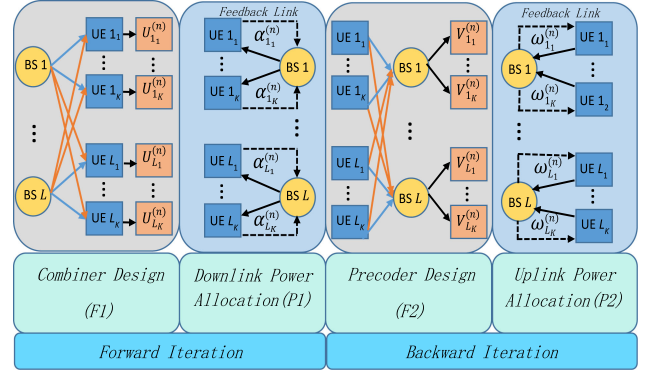 BS 1
⋮
BS L
UE 1_1
⋮
UE 1_K
UE L_1
⋮
UE L_K
U_{1_1}^{(n)}
⋮
U_{1_K}^{(n)}
U_{L_1}^{(n)}
⋮
U_{L_K}^{(n)}
Feedback Link
UE 1_1
⋮
UE 1_K
α_{1_1}^{(n)}
α_{1_K}^{(n)}
BS 1
⋮
UE L_1
⋮
UE L_K
α_{L_1}^{(n)}
α_{L_K}^{(n)}
BS L
UE 1_1
⋮
UE 1_K
⋮
UE L_1
⋮
UE L_K
BS 1
⋮
BS L
V_{1_1}^{(n)}
⋮
V_{1_K}^{(n)}
V_{L_1}^{(n)}
⋮
V_{L_K}^{(n)}
Feedback Link
BS 1
ω_{1_1}^{(n)}
ω_{1_K}^{(n)}
UE 1_1
⋮
UE 1_2
⋮
BS L
ω_{L_1}^{(n)}
ω_{L_K}^{(n)}
UE L_1
⋮
UE L_K
Combiner Design
(F1)
Downlink Power
Allocation(P1)
Precoder Design
(F2)
Uplink Power
Allocation(P2)
Forward Iteration
Backward Iteration